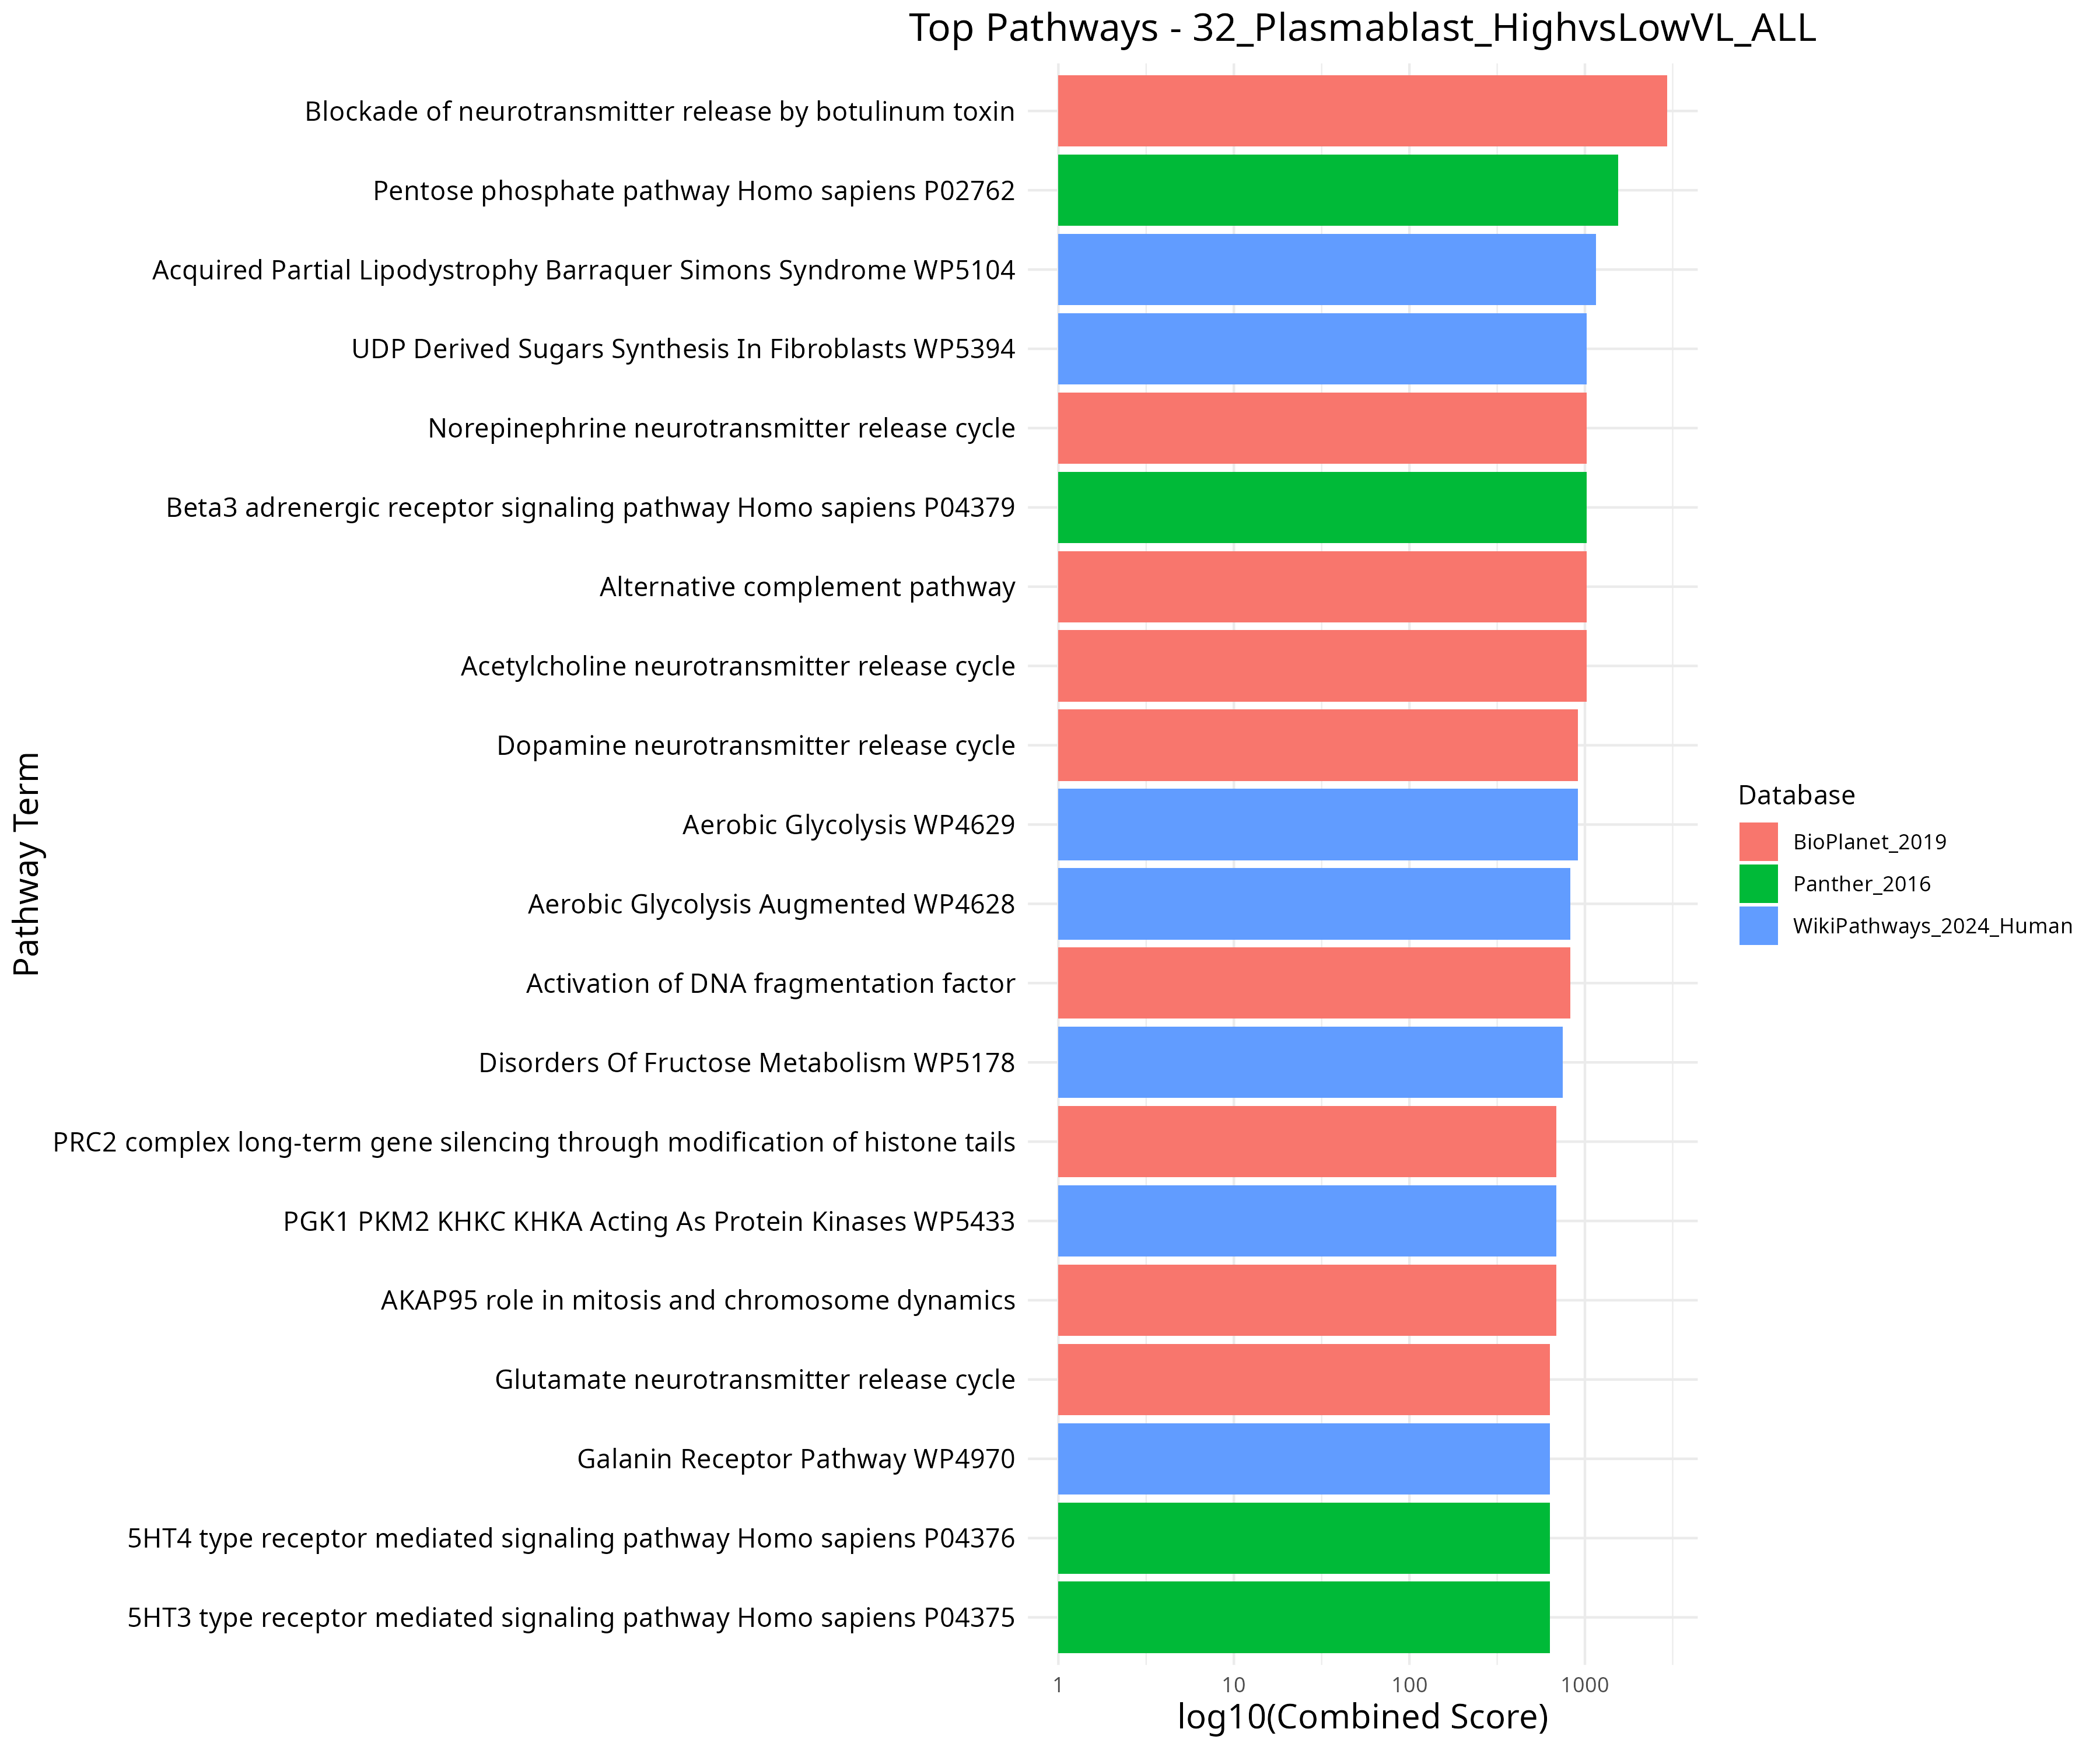 Top Pathways - 32_Plasmablast_HighvsLowVL_ALL
Pathway Term
Blockade of neurotransmitter release by botulinum toxin
Pentose phosphate pathway Homo sapiens P02762
Acquired Partial Lipodystrophy Barraquer Simons Syndrome WP5104
UDP Derived Sugars Synthesis In Fibroblasts WP5394
Norepinephrine neurotransmitter release cycle
Beta3 adrenergic receptor signaling pathway Homo sapiens P04379
Alternative complement pathway
Acetylcholine neurotransmitter release cycle
Dopamine neurotransmitter release cycle
Aerobic Glycolysis WP4629
Aerobic Glycolysis Augmented WP4628
Activation of DNA fragmentation factor
Disorders Of Fructose Metabolism WP5178
PRC2 complex long-term gene silencing through modification of histone tails
PGK1 PKM2 KHKC KHKA Acting As Protein Kinases WP5433
AKAP95 role in mitosis and chromosome dynamics
Glutamate neurotransmitter release cycle
Galanin Receptor Pathway WP4970
5HT4 type receptor mediated signaling pathway Homo sapiens P04376
5HT3 type receptor mediated signaling pathway Homo sapiens P04375
1 10 100 1000
log10(Combined Score)
Database
BioPlanet_2019
Panther_2016
WikiPathways_2024_Human